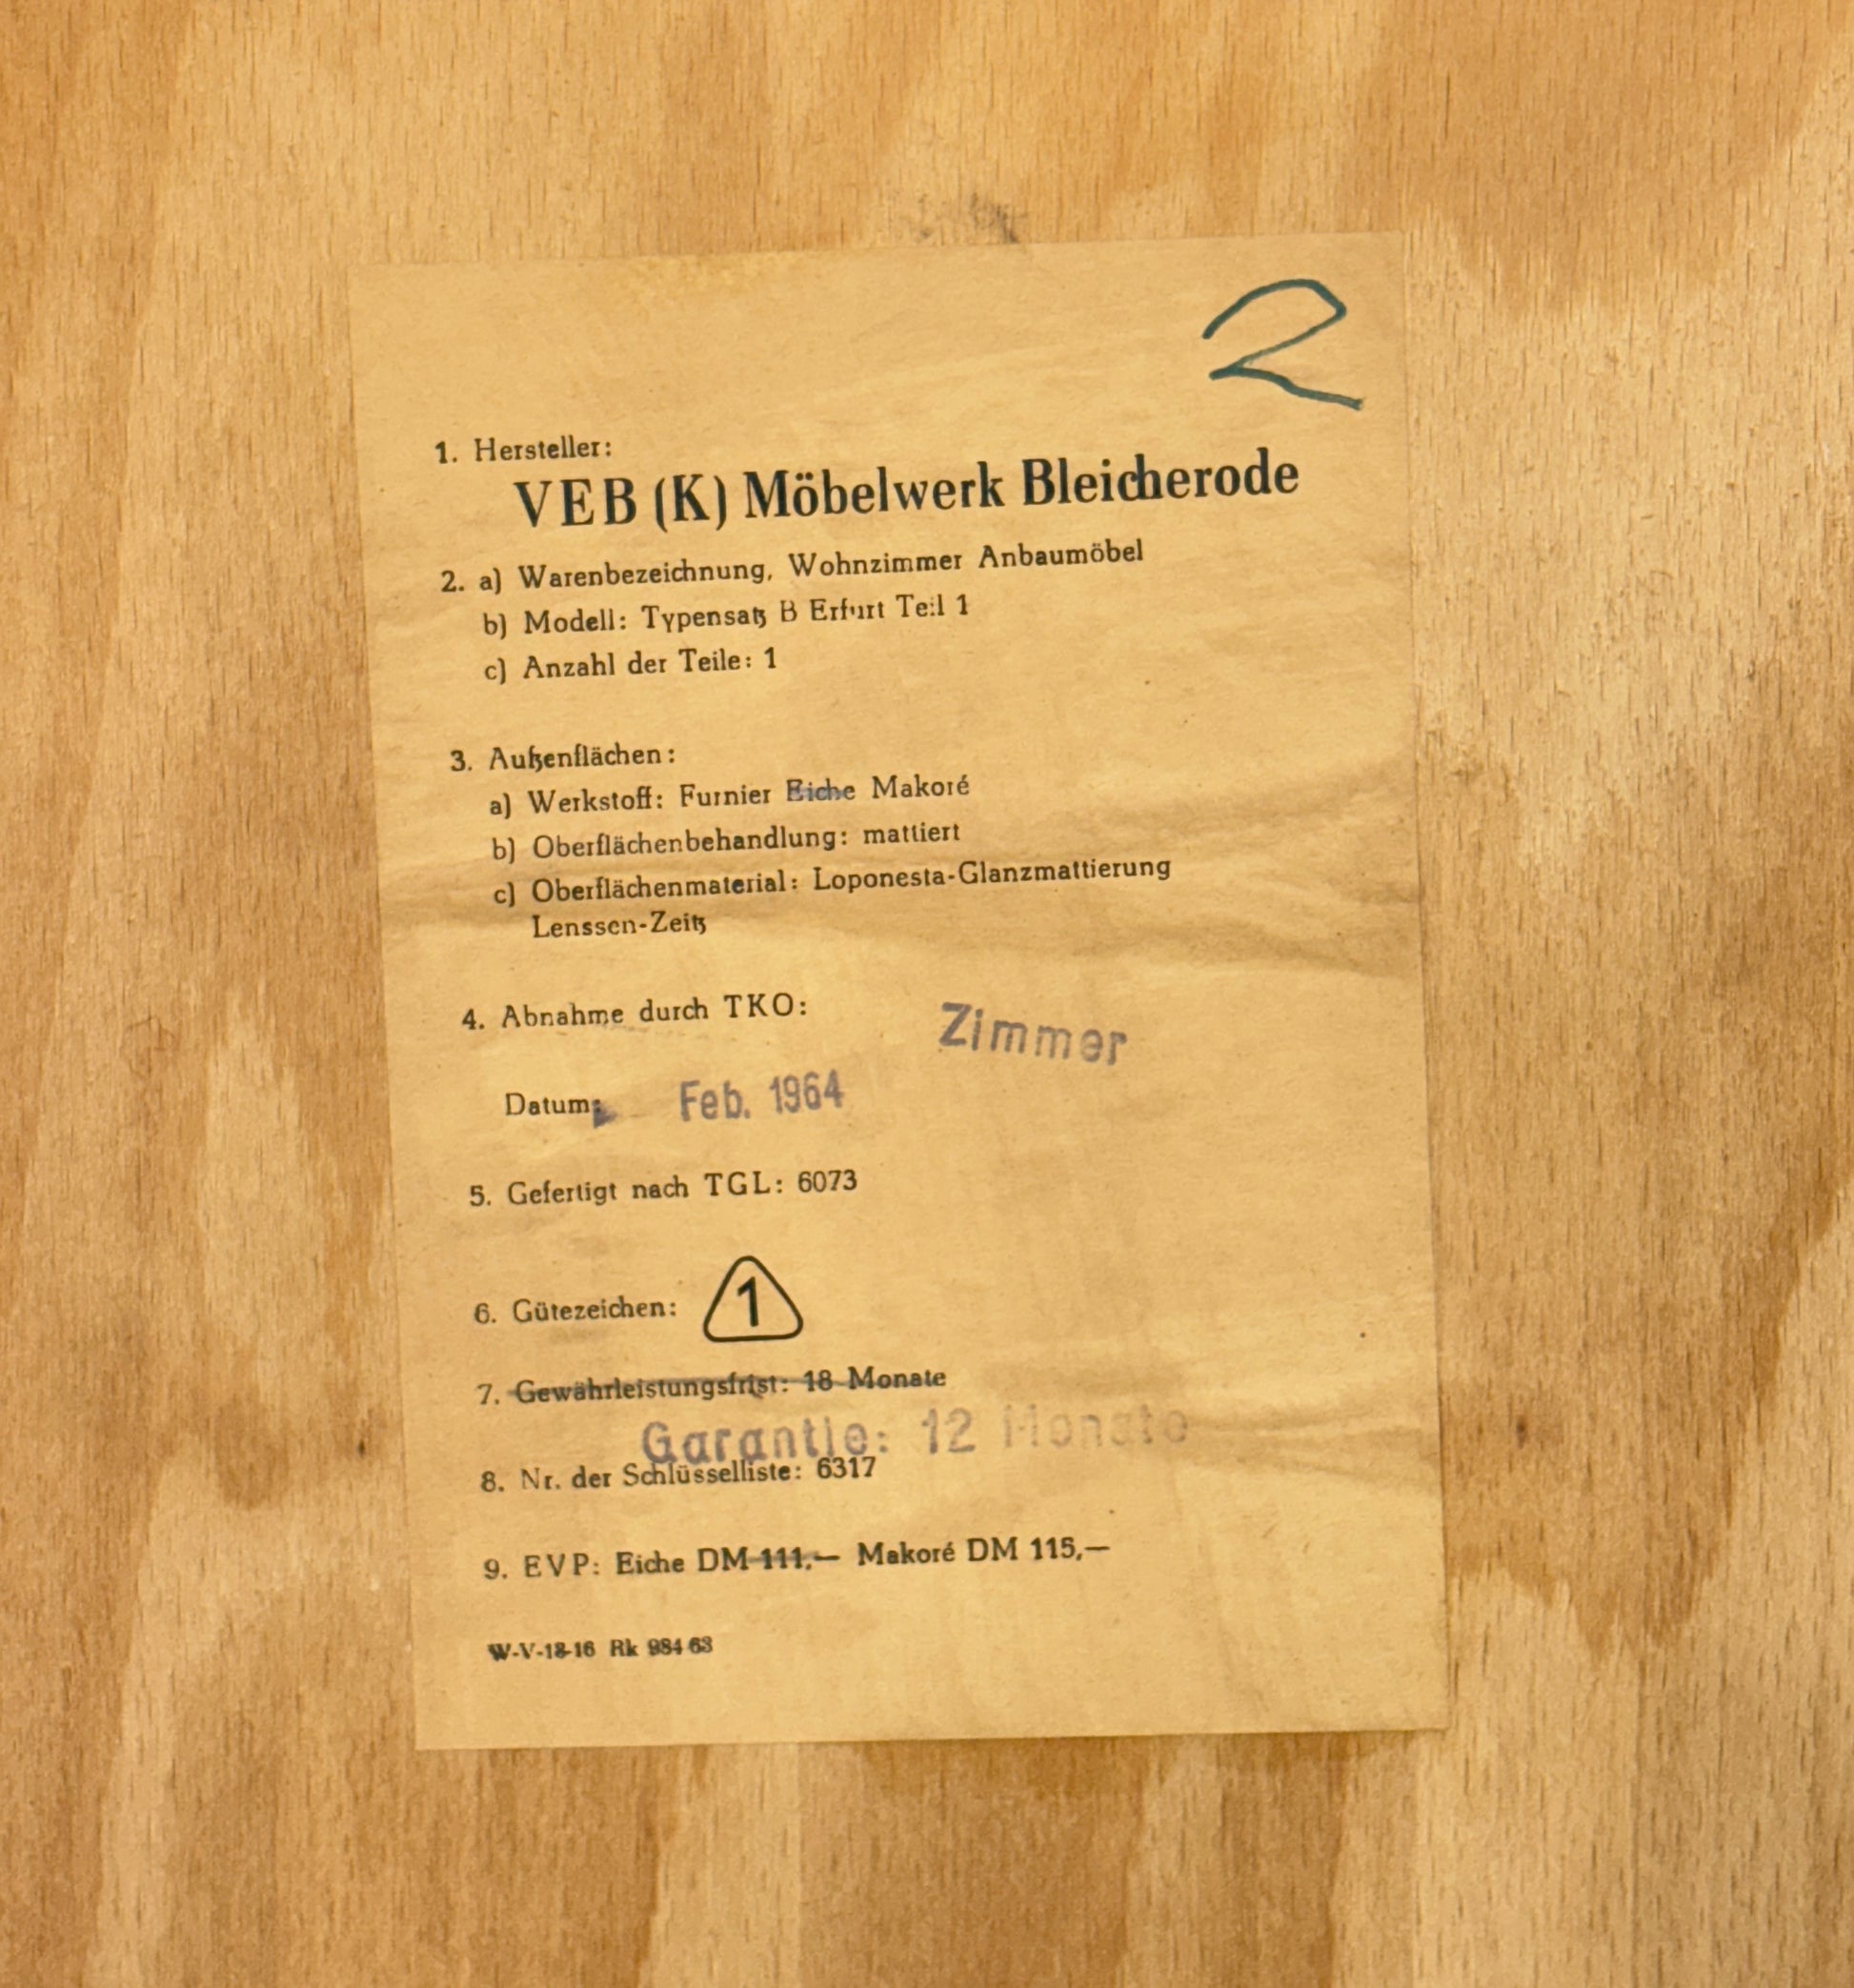 2
1. Hersteller:
VEB (K) Möbelwerk Bleicherode
2. a) Warenbezeichnung, Wohnzimmer Anbaumöbel
b) Modell: Typensatz B Erfurt Teil 1
c) Anzahl der Teile: 1
3. Außenflächen:
a) Werkstoff: Furnier Eiche Makoré
b) Oberflächenbehandlung: mattiert
c) Oberflächenmaterial: Loponesta-Glanzmattierung
Lenssen-Zeitz
4. Abnahme durch TKO: Zimmer
Datum: Feb. 1964
5. Gefertigt nach TGL: 6073
6. Gütezeichen: 1
7. Gewährleistungsfrist: 18 Monate
Garantie: 12 Monate
8. Nr. der Schlüsselliste: 6317
9. EVP: Eiche DM 111,— Makoré DM 115,—
W-V-18-16 Rk 984 63